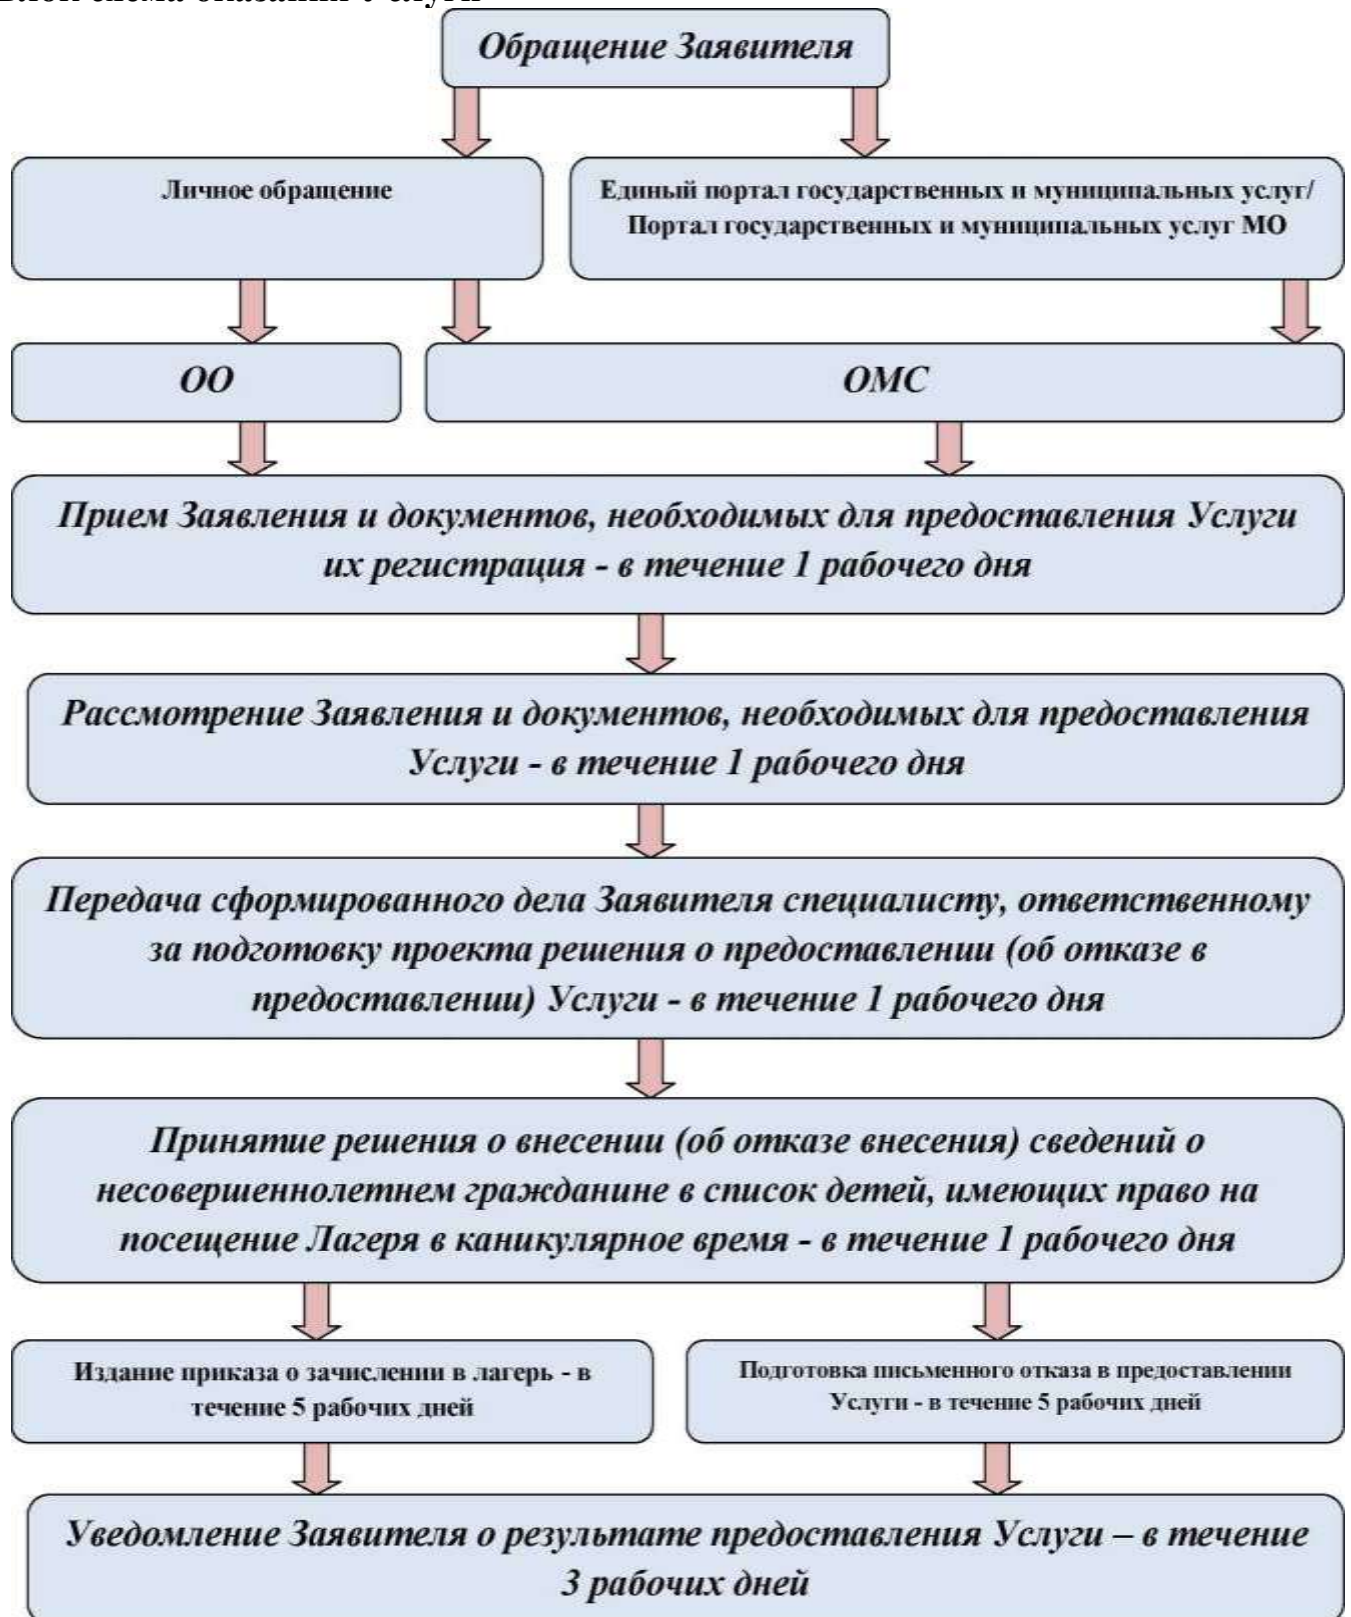 Блок схема оказания Услуги
Обращение Заявителя
Личное обращение
Единый портал государственных и муниципальных услуг/
Портал государственных и муниципальных услуг МО
ОО
ОМС
Прием Заявления и документов, необходимых для предоставления Услуги
их регистрация - в течение 1 рабочего дня
Рассмотрение Заявления и документов, необходимых для предоставления
Услуги - в течение 1 рабочего дня
Передача сформированного дела Заявителя специалисту, ответственному
за подготовку проекта решения о предоставлении (об отказе в
предоставлении) Услуги - в течение 1 рабочего дня
Принятие решения о внесении (об отказе внесения) сведений о
несовершеннолетнем гражданине в список детей, имеющих право на
посещение Лагеря в каникулярное время - в течение 1 рабочего дня
Издание приказа о зачислении в лагерь - в
течение 5 рабочих дней
Подготовка письменного отказа в предоставлении
Услуги - в течение 5 рабочих дней
Уведомление Заявителя о результате предоставления Услуги – в течение
3 рабочих дней